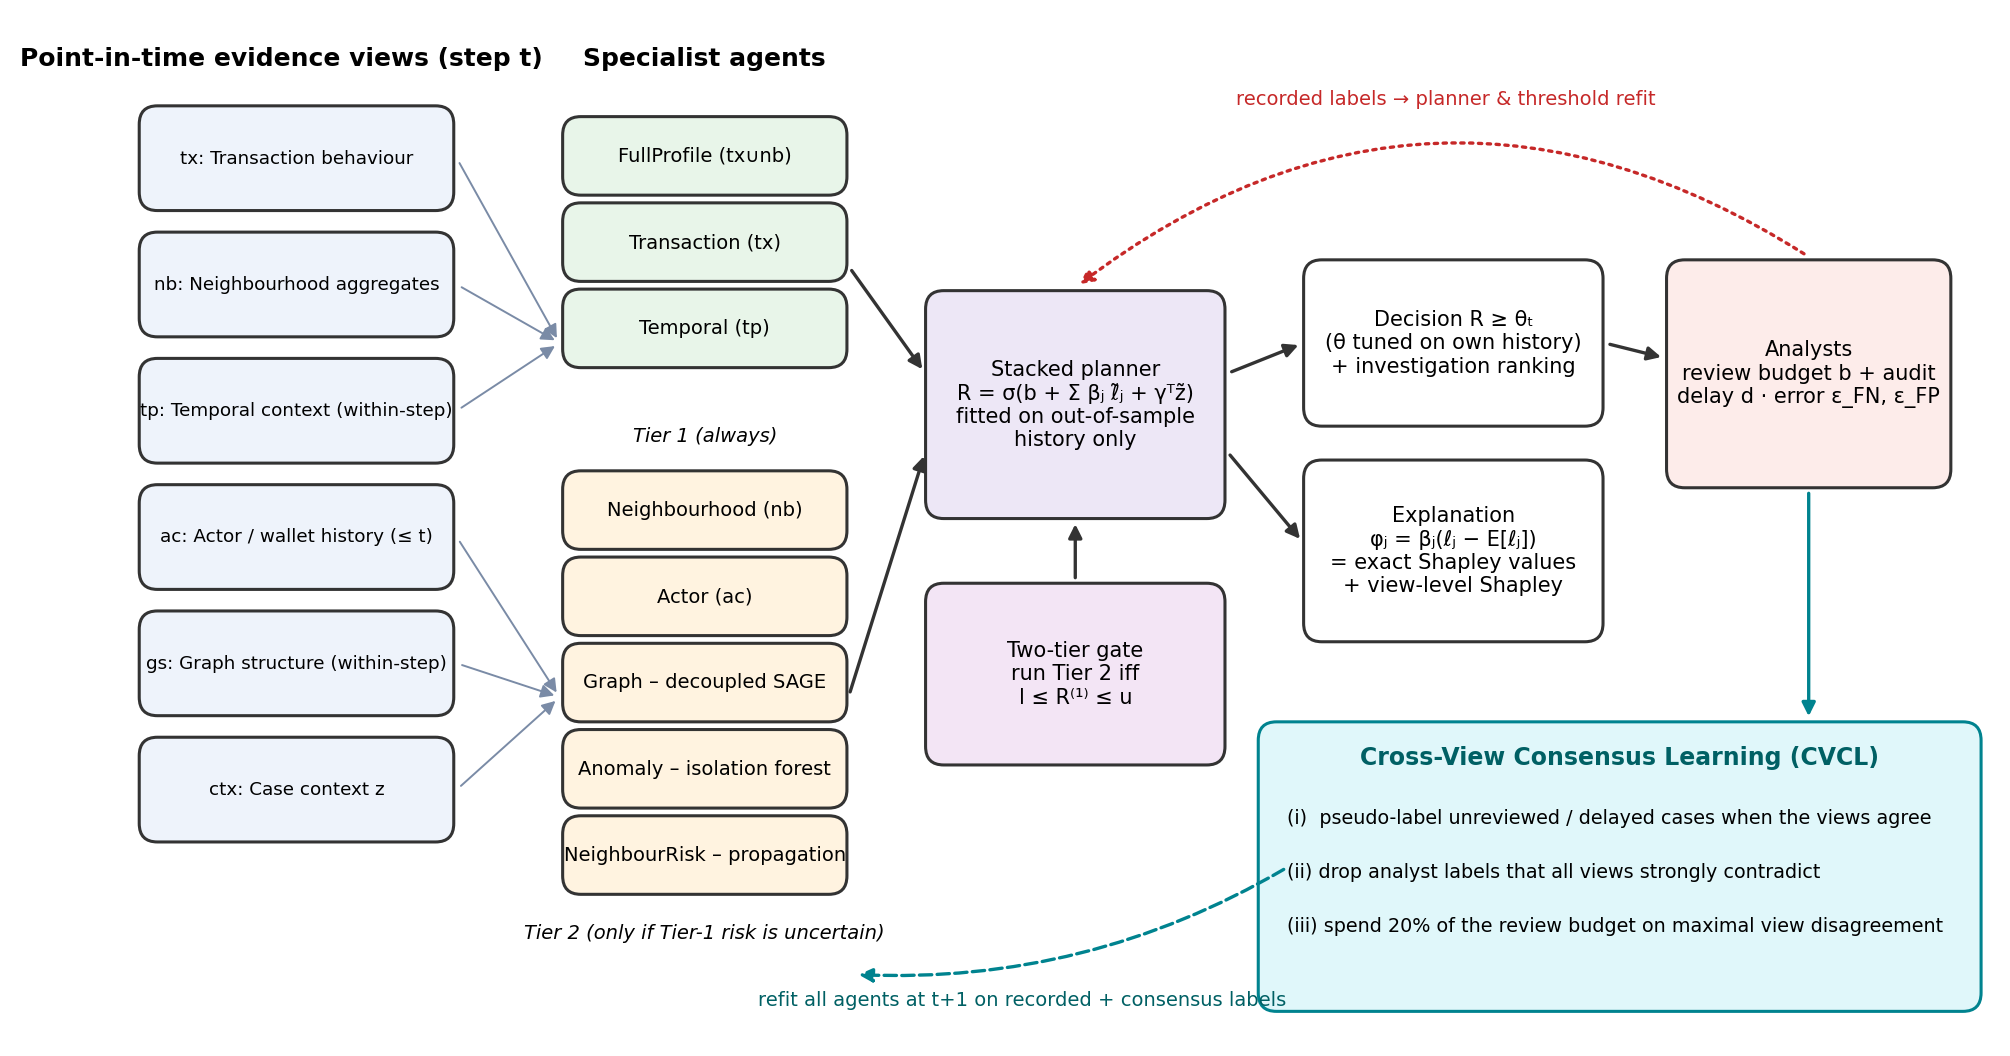 Point-in-time evidence views (step t)
Specialist agents
recorded labels → planner & threshold refit
tx: Transaction behaviour
nb: Neighbourhood aggregates
tp: Temporal context (within-step)
ac: Actor / wallet history (≤ t)
gs: Graph structure (within-step)
ctx: Case context z
FullProfile (tx∪nb)
Transaction (tx)
Temporal (tp)
Tier 1 (always)
Neighbourhood (nb)
Actor (ac)
Graph – decoupled SAGE
Anomaly – isolation forest
NeighbourRisk – propagation
Tier 2 (only if Tier-1 risk is uncertain)
Stacked planner
R = σ(b + Σ βⱼ ℓ̃ⱼ + γᵀz̃)
fitted on out-of-sample
history only
Two-tier gate
run Tier 2 iff
l ≤ R⁽¹⁾ ≤ u
Decision R ≥ θₜ
(θ tuned on own history)
+ investigation ranking
Explanation
φⱼ = βⱼ(ℓⱼ − E[ℓⱼ])
= exact Shapley values
+ view-level Shapley
Analysts
review budget b + audit
delay d · error ε_FN, ε_FP
Cross-View Consensus Learning (CVCL)
(i) pseudo-label unreviewed / delayed cases when the views agree
(ii) drop analyst labels that all views strongly contradict
(iii) spend 20% of the review budget on maximal view disagreement
refit all agents at t+1 on recorded + consensus labels